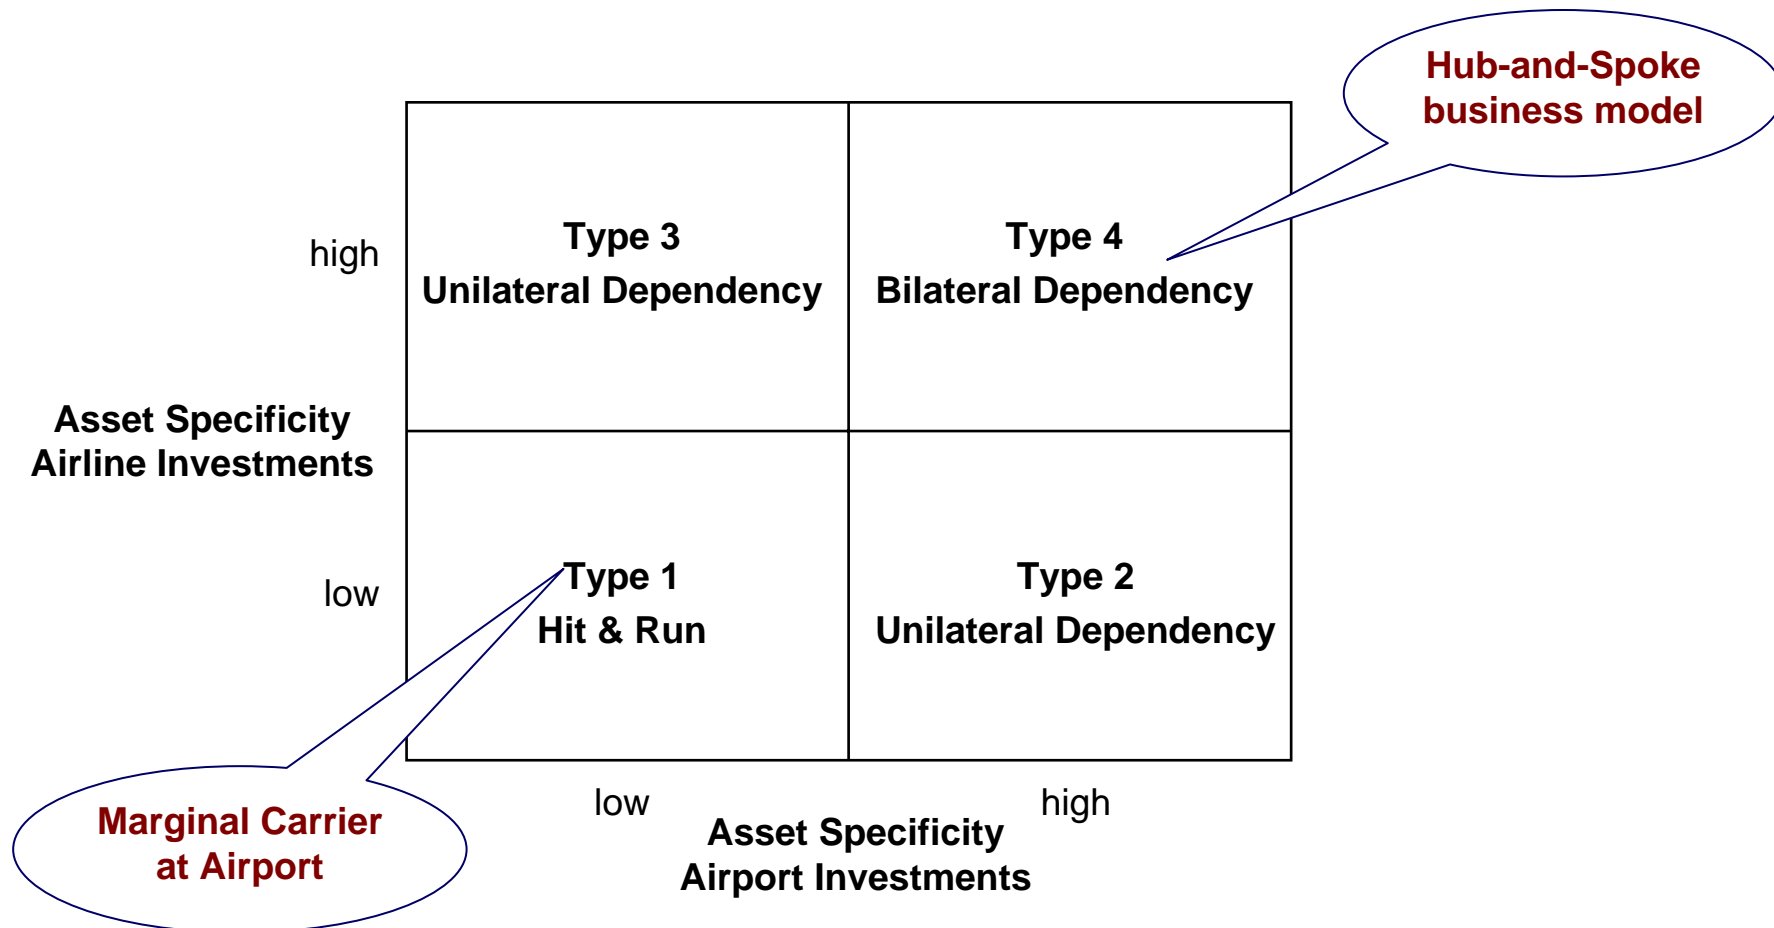 Hub-and-Spoke
business model
high
Type 3
Unilateral Dependency
Type 4
Bilateral Dependency
Asset Specificity
Airline Investments
low
Type 1
Hit & Run
Type 2
Unilateral Dependency
low
high
Asset Specificity
Airport Investments
Marginal Carrier
at Airport